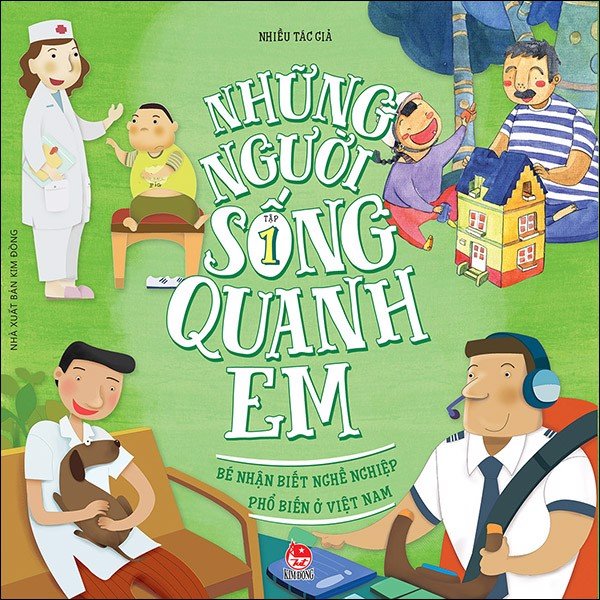 NHIỀU TÁC GIẢ
NHỮNG
NGƯỜI
TẬP
1
SỐNG
QUANH
EM
BÉ NHẬN BIẾT NGHỀ NGHIỆP
PHỔ BIẾN Ở VIỆT NAM
NHÀ XUẤT BẢN KIM ĐỒNG
KIM ĐỒNG